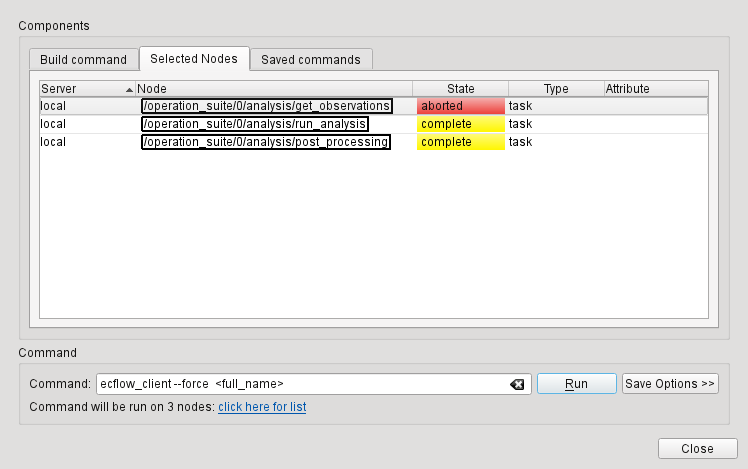 Components
Build command Selected Nodes Saved commands
Server Node State Type Attribute
local /operation_suite/0/analysis/get_observations aborted task
local /operation_suite/0/analysis/run_analysis complete task
local /operation_suite/0/analysis/post_processing complete task
Command
Command: ecflow_client --force <full_name> Run Save Options >>
Command will be run on 3 nodes: click here for list
Close